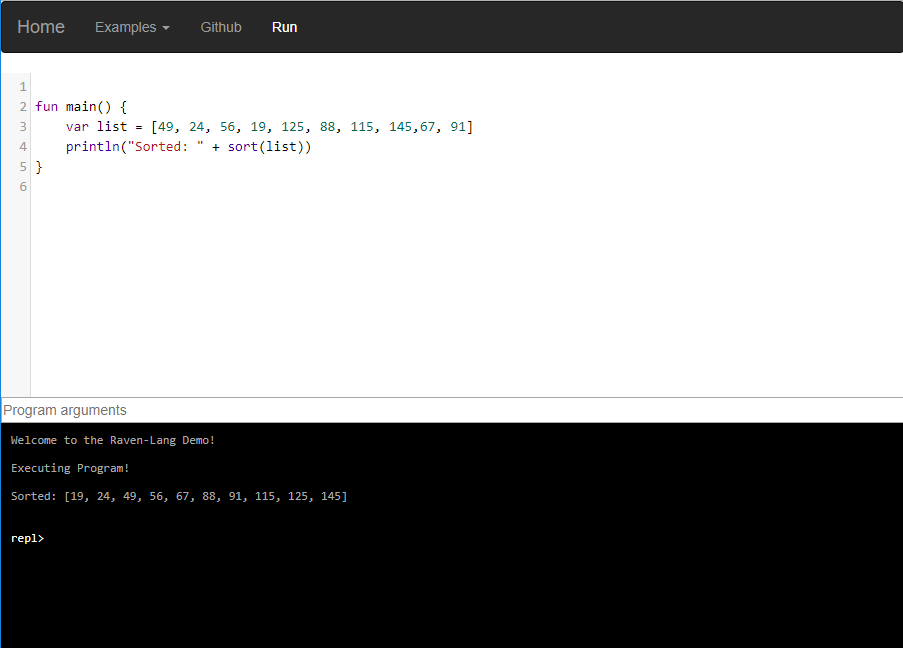 Home Examples Github Run
1
2 fun main() {
3     var list = [49, 24, 56, 19, 125, 88, 115, 145,67, 91]
4     println("Sorted: " + sort(list))
5 }
6
Program arguments
Welcome to the Raven-Lang Demo!
Executing Program!
Sorted: [19, 24, 49, 56, 67, 88, 91, 115, 125, 145]
repl>